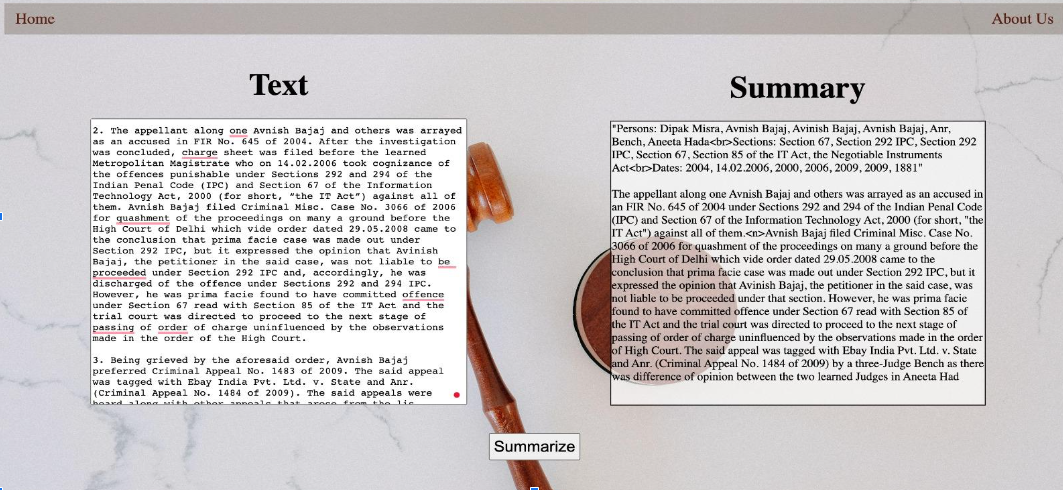 Home
About Us
Text
Summary
2. The appellant along one Avnish Bajaj and others was arrayed
as an accused in FIR No. 645 of 2004. After the investigation
was concluded, charge sheet was filed before the learned
Metropolitan Magistrate who on 14.02.2006 took cognizance of
the offences punishable under Sections 292 and 294 of the
Indian Penal Code (IPC) and Section 67 of the Information
Technology Act, 2000 (for short, "the IT Act") against all of
them. Avnish Bajaj filed Criminal Misc. Case No. 3066 of 2006
for quashment of the proceedings on many a ground before the
High Court of Delhi which vide order dated 29.05.2008 came to
the conclusion that prima facie case was made out under
Section 292 IPC, but it expressed the opinion that Avinish
Bajaj, the petitioner in the said case, was not liable to be
proceeded under Section 292 IPC and, accordingly, he was
discharged of the offence under Sections 292 and 294 IPC.
However, he was prima facie found to have committed offence
under Section 67 read with Section 85 of the IT Act and the
trial court was directed to proceed to the next stage of
passing of order of charge uninfluenced by the observations
made in the order of the High Court.
3. Being grieved by the aforesaid order, Avnish Bajaj
preferred Criminal Appeal No. 1483 of 2009. The said appeal
was tagged with Ebay India Pvt. Ltd. v. State and Anr.
(Criminal Appeal No. 1484 of 2009). The said appeals were
heard along with other appeals that arose from the lis
"Persons: Dipak Misra, Avnish Bajaj, Avinish Bajaj, Avnish Bajaj, Anr,
Bench, Aneeta Hada<br>Sections: Section 67, Section 292 IPC, Section 292
IPC, Section 67, Section 85 of the IT Act, the Negotiable Instruments
Act<br>Dates: 2004, 14.02.2006, 2000, 2006, 2009, 2009, 1881"
The appellant along one Avnish Bajaj and others was arrayed as an accused in
an FIR No. 645 of 2004 under Sections 292 and 294 of the Indian Penal Code
(IPC) and Section 67 of the Information Technology Act, 2000 (for short, "the
IT Act") against all of them.<n>Avnish Bajaj filed Criminal Misc. Case No.
3066 of 2006 for quashment of the proceedings on many a ground before the
High Court of Delhi which vide order dated 29.05.2008 came to the
conclusion that prima facie case was made out under Section 292 IPC, but it
expressed the opinion that Avinish Bajaj, the petitioner in the said case, was
not liable to be proceeded under that section. However, he was prima facie
found to have committed offence under Section 67 read with Section 85 of
the IT Act and the trial court was directed to proceed to the next stage of
passing of order of charge uninfluenced by the observations made in the order
of High Court. The said appeal was tagged with Ebay India Pvt. Ltd. v. State
and Anr. (Criminal Appeal No. 1484 of 2009) by a three-Judge Bench as there
was difference of opinion between the two learned Judges in Aneeta Had
Summarize